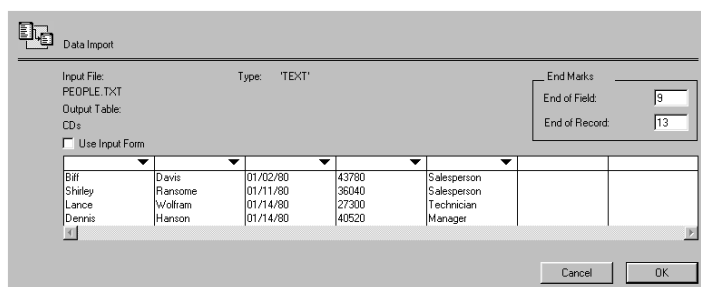 Data Import
Input File: Type: 'TEXT'
PEOPLE.TXT
Output Table:
CDs
Use Input Form
End Marks
End of Field: 9
End of Record: 13
Biff Davis 01/02/80 43780 Salesperson
Shirley Ransome 01/11/80 36040 Salesperson
Lance Wolfram 01/14/80 27300 Technician
Dennis Hanson 01/14/80 40520 Manager
Cancel OK